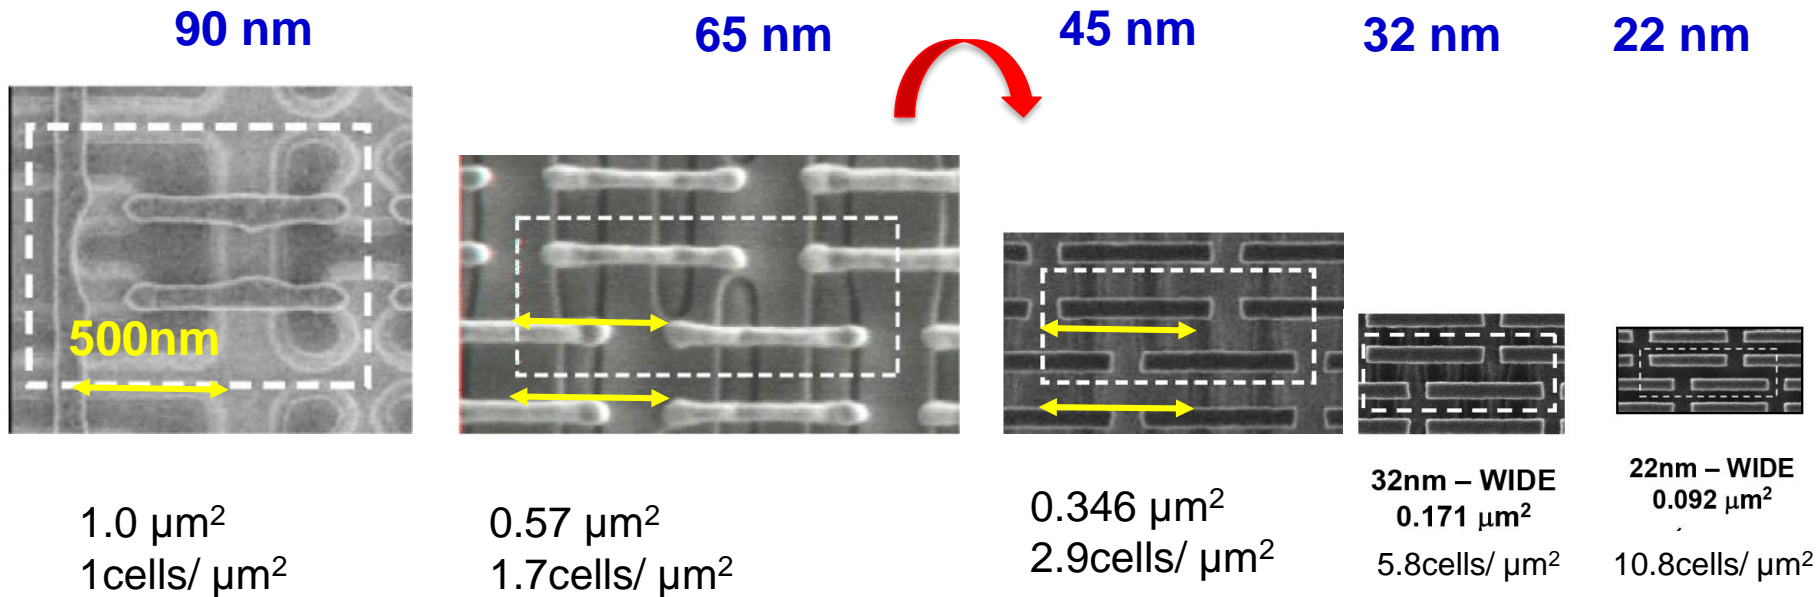 90 nm
65 nm
45 nm
32 nm
22 nm
500nm
1.0 µm²
1cells/ µm²
0.57 µm²
1.7cells/ µm²
0.346 µm²
2.9cells/ µm²
32nm – WIDE
0.171 µm²
5.8cells/ µm²
22nm – WIDE
0.092 µm²
10.8cells/ µm²